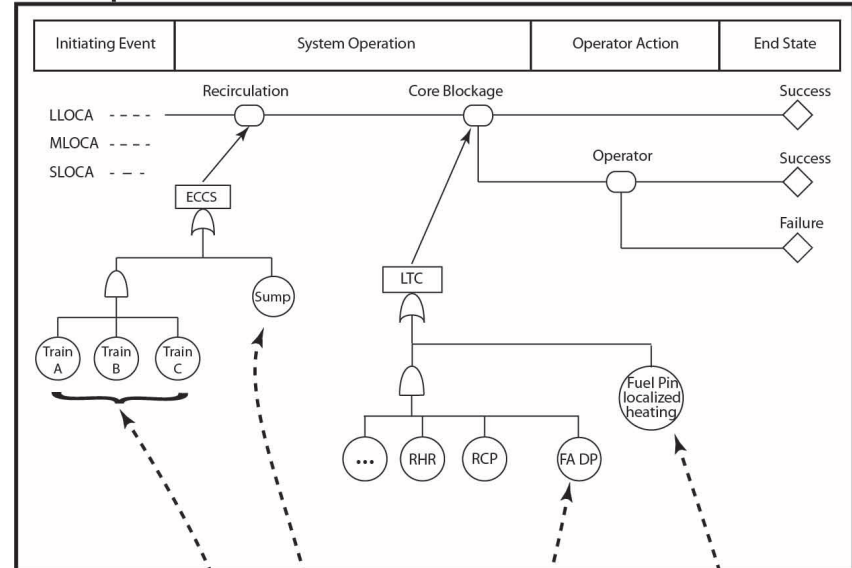 Initiating Event
System Operation
Operator Action
End State
Recirculation
Core Blockage
Success
LLOCA
MLOCA
SLOCA
Operator
Success
ECCS
Failure
LTC
Sump
Train
A
Train
B
Train
C
Fuel Pin
localized
heating
...
RHR
RCP
FA DP